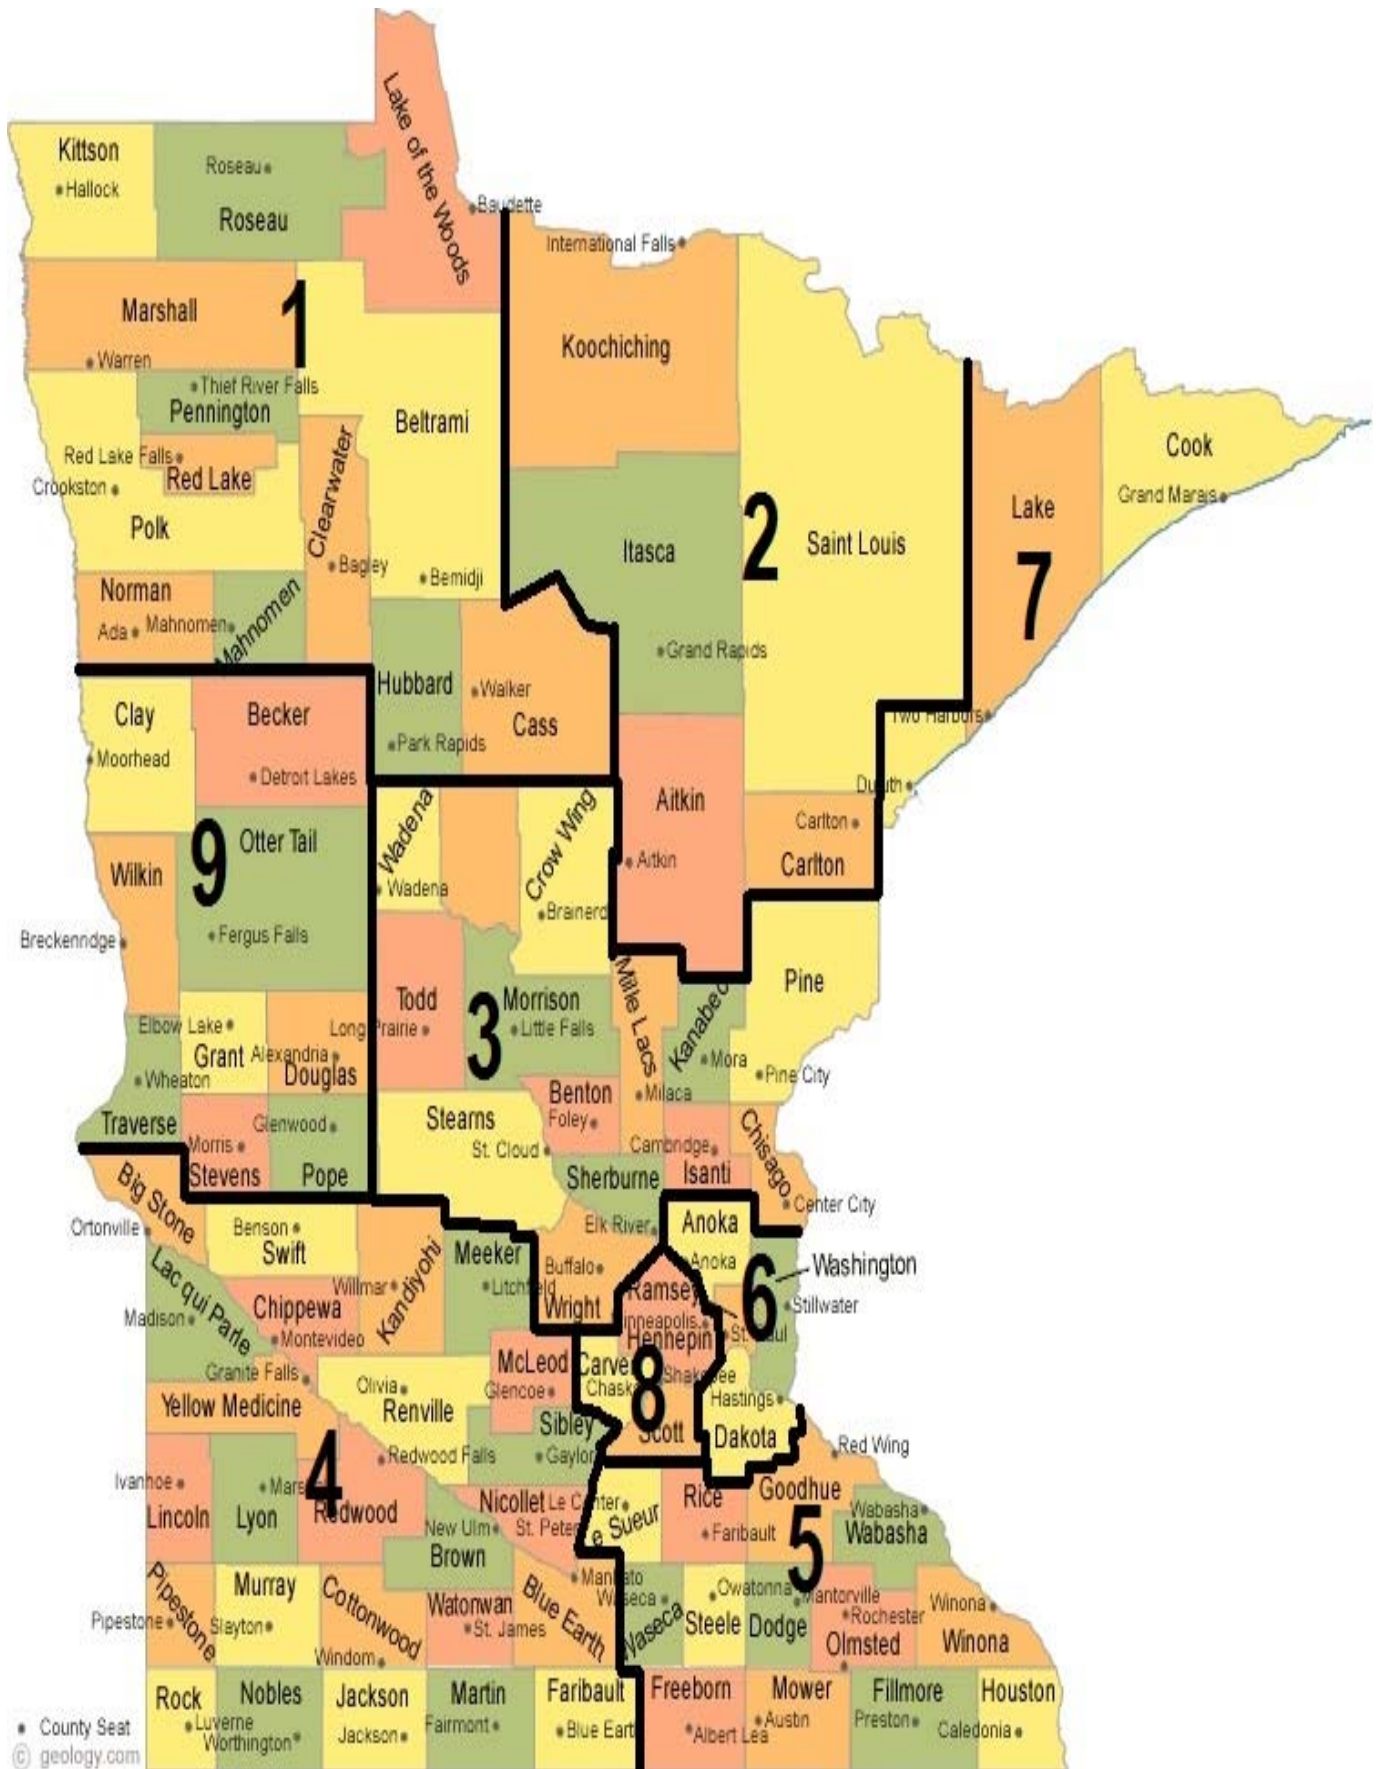 Lake of the Woods
Kittson
Hallock
Roseau
Roseau
Baudette
International Falls
Marshall
1
Warren
Koochiching
Thief River Falls
Pennington
Beltrami
Red Lake Falls
Red Lake
Crookston
Clearwater
Polk
Cook
Grand Marais
Lake
7
2
Saint Louis
Itasca
Bagley
Bemidji
Norman
Ada
Mahnomen
Mahnomen
Grand Rapids
Hubbard
Walker
Cass
Park Rapids
Clay
Becker
Moorhead
Detroit Lakes
Two Harbors
Aitkin
Wadena
Crow Wing
Carlton
Otter Tail
9
Wilkin
Wadena
Aitkin
Carlton
Brainerd
Breckenridge
Fergus Falls
Mille Lacs
Kanabec
Pine
Todd
Morrison
3
Elbow Lake
Long Prairie
Little Falls
Grant
Alexandria
Douglas
Mora
Wheaton
Pine City
Benton
Milaca
Traverse
Glenwood
Stearns
Foley
Chisago
Morris
St. Cloud
Cambridge
Stevens
Pope
Sherburne
Isanti
Big Stone
Center City
Ortonville
Benson
Swift
Elk River
Anoka
Kandiyohi
Meeker
Buffalo
Anoka
Washington
Lac qui Parle
Willmar
Litchfield
Ramsey
6
Stillwater
Madison
Chippewa
Wright
Montevideo
Hennepin
Granite Falls
McLeod
8
Yellow Medicine
Olivia
Glencoe
Hastings
Renville
Sibley
Scott
Dakota
4
Redwood Falls
Red Wing
Ivanhoe
Goodhue
Lincoln
Lyon
Redwood
Nicollet
Rice
Wabasha
New Ulm
Faribault
5
Wabasha
Brown
Pipestone
Murray
Cottonwood
Blue Earth
Owatonna
Mantorville
Watonwan
Waseca
Rochester
Winona
Pipestone
Slayton
St. James
Waseca
Steele
Dodge
Olmsted
Winona
Windom
Rock
Nobles
Jackson
Martin
Faribault
Freeborn
Mower
Fillmore
Houston
Luverne
Worthington
Jackson
Fairmont
Albert Lea
Austin
Preston
Caledonia
County Seat
© geology.com